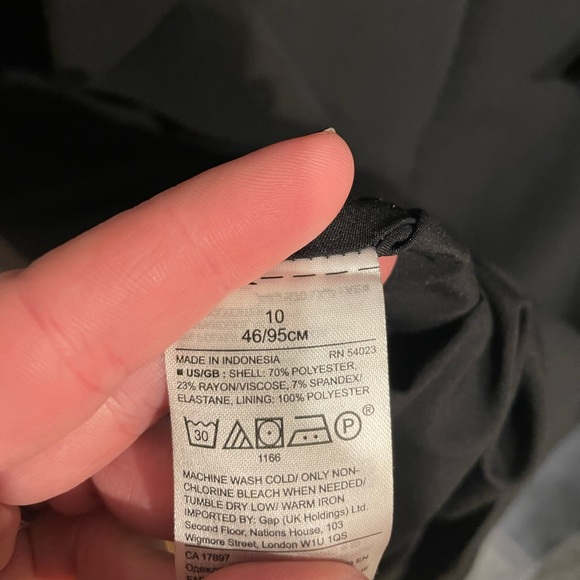 10
46/95CM
MADE IN INDONESIA RN 54023
■ US/GB : SHELL: 70% POLYESTER,
23% RAYON/VISCOSE, 7% SPANDEX/
ELASTANE, LINING: 100% POLYESTER
30 P ®
1166
MACHINE WASH COLD/ ONLY NON-
CHLORINE BLEACH WHEN NEEDED/
TUMBLE DRY LOW/ WARM IRON
IMPORTED BY: Gap (UK Holdings) Ltd.
Second Floor, Nations House, 103
Wigmore Street, London W1U 1QS
CA 17897